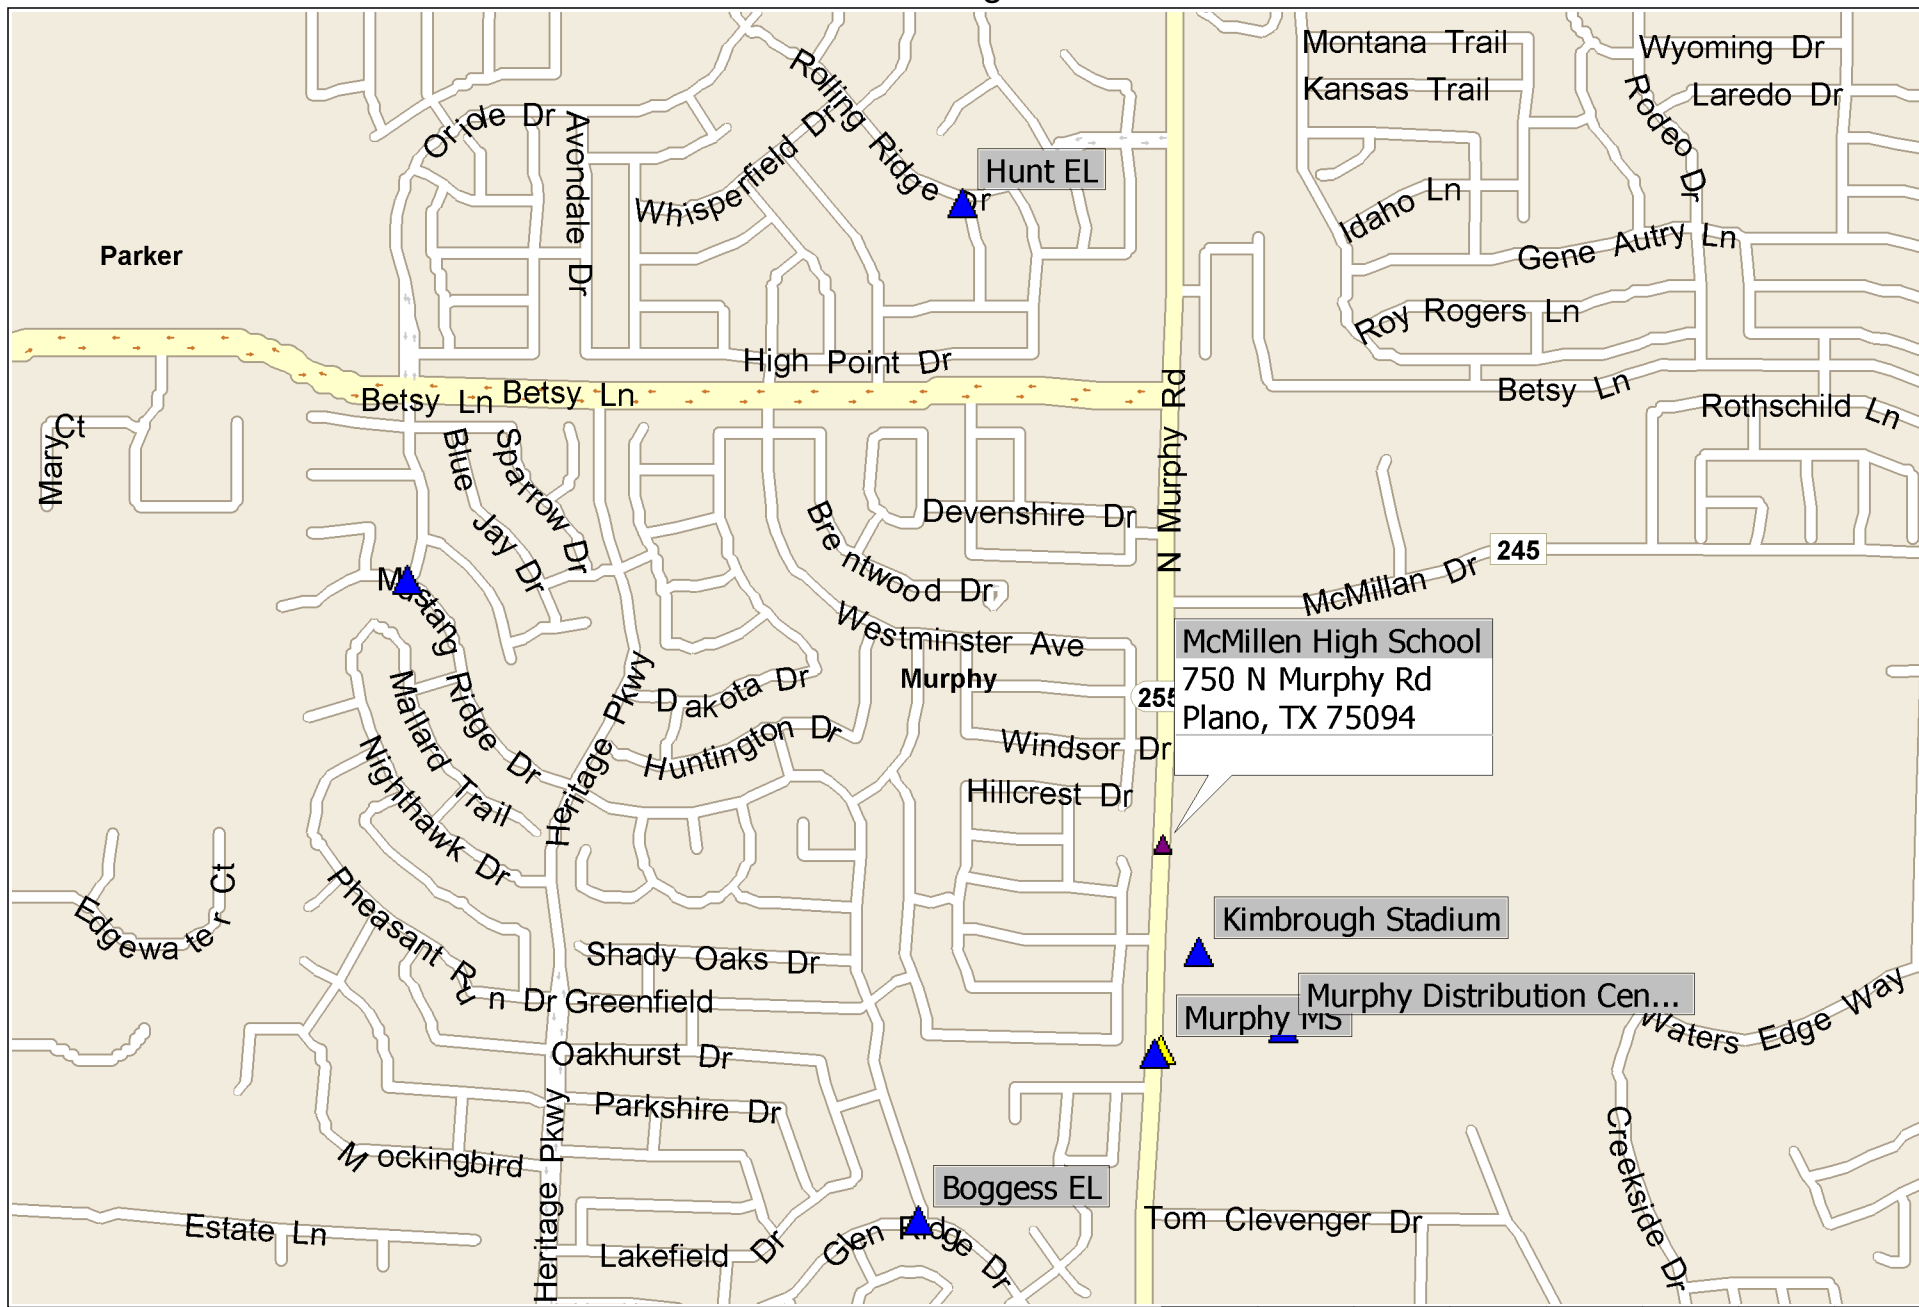 Montana Trail
Wyoming Dr
Kansas Trail
Laredo Dr
Rolling Ridge Dr
Rodeo Dr
Oriole Dr
Avondale Dr
Whisperfield Dr
Hunt EL
Idaho Ln
Gene Autry Ln
Parker
Roy Rogers Ln
High Point Dr
Betsy Ln
Betsy Ln
Betsy Ln
N Murphy Rd
Rothschild Ln
Mary Ct
Blue Jay Dr
Sparrow Dr
Devenshire Dr
Brentwood Dr
245
McMillan Dr
Mustang Ridge Dr
Westminster Ave
McMillen High School
750 N Murphy Rd
Plano, TX 75094
Murphy
255
Dakota Dr
Mallard Trail
Heritage Pkwy
Huntington Dr
Windsor Dr
Nighthawk Dr
Hillcrest Dr
Pheasant Run Dr
Edgewater Ct
Kimbrough Stadium
Shady Oaks Dr
Greenfield
Murphy Distribution Cen...
Murphy MS
Waters Edge Way
Oakhurst Dr
Parkshire Dr
Heritage Pkwy
Mockingbird
Creekside Dr
Boggess EL
Estate Ln
Heritage Pkwy
Lakefield Dr
Glen Ridge Dr
Tom Clevenger Dr